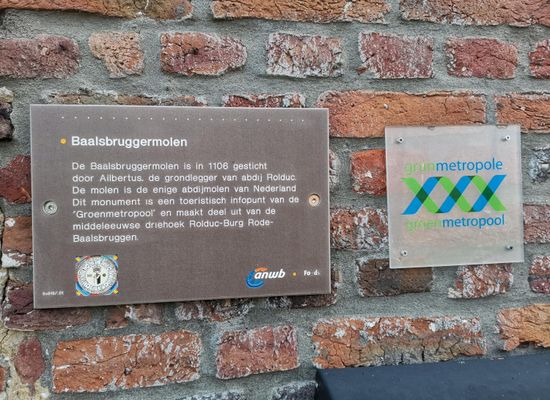 Baalsbruggermolen
De Baalsbruggermolen is in 1106 gesticht
door Ailbertus, de grondlegger van abdij Rolduc.
De molen is de enige abdijmolen van Nederland
Dit monument is een toeristisch infopunt van de
"Groenmetropool" en maakt deel uit van de
middeleeuwse driehoek Rolduc-Burg Rode-
Baalsbruggen.
anwb
grünmetropole
groenmetropool